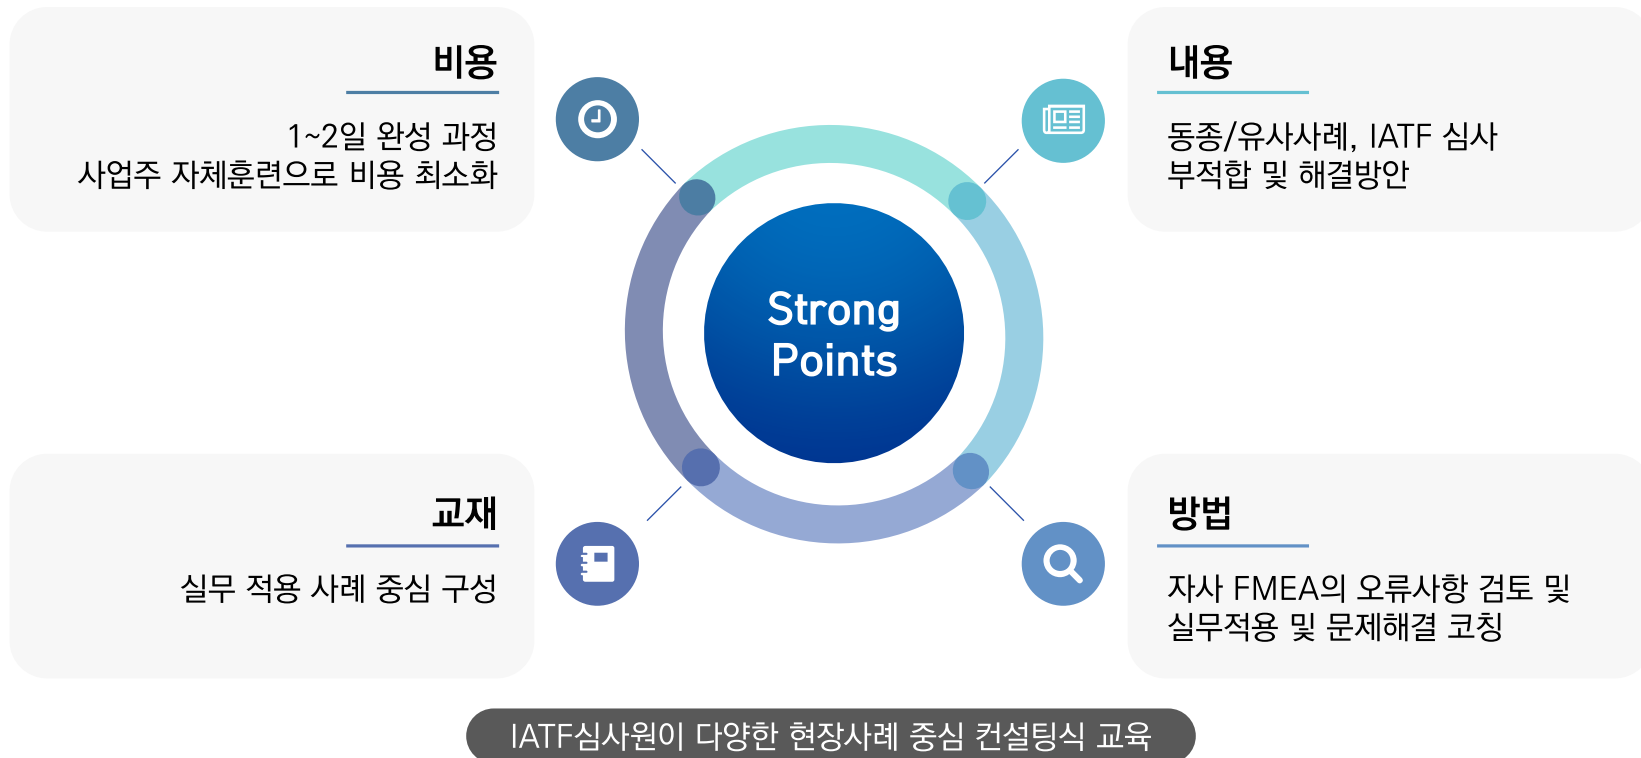 비용
1~2일 완성 과정
사업주 자체훈련으로 비용 최소화
내용
동종/유사사례, IATF 심사
부적합 및 해결방안
Strong
Points
교재
실무 적용 사례 중심 구성
방법
자사 FMEA의 오류사항 검토 및
실무적용 및 문제해결 코칭
IATF심사원이 다양한 현장사례 중심 컨설팅식 교육